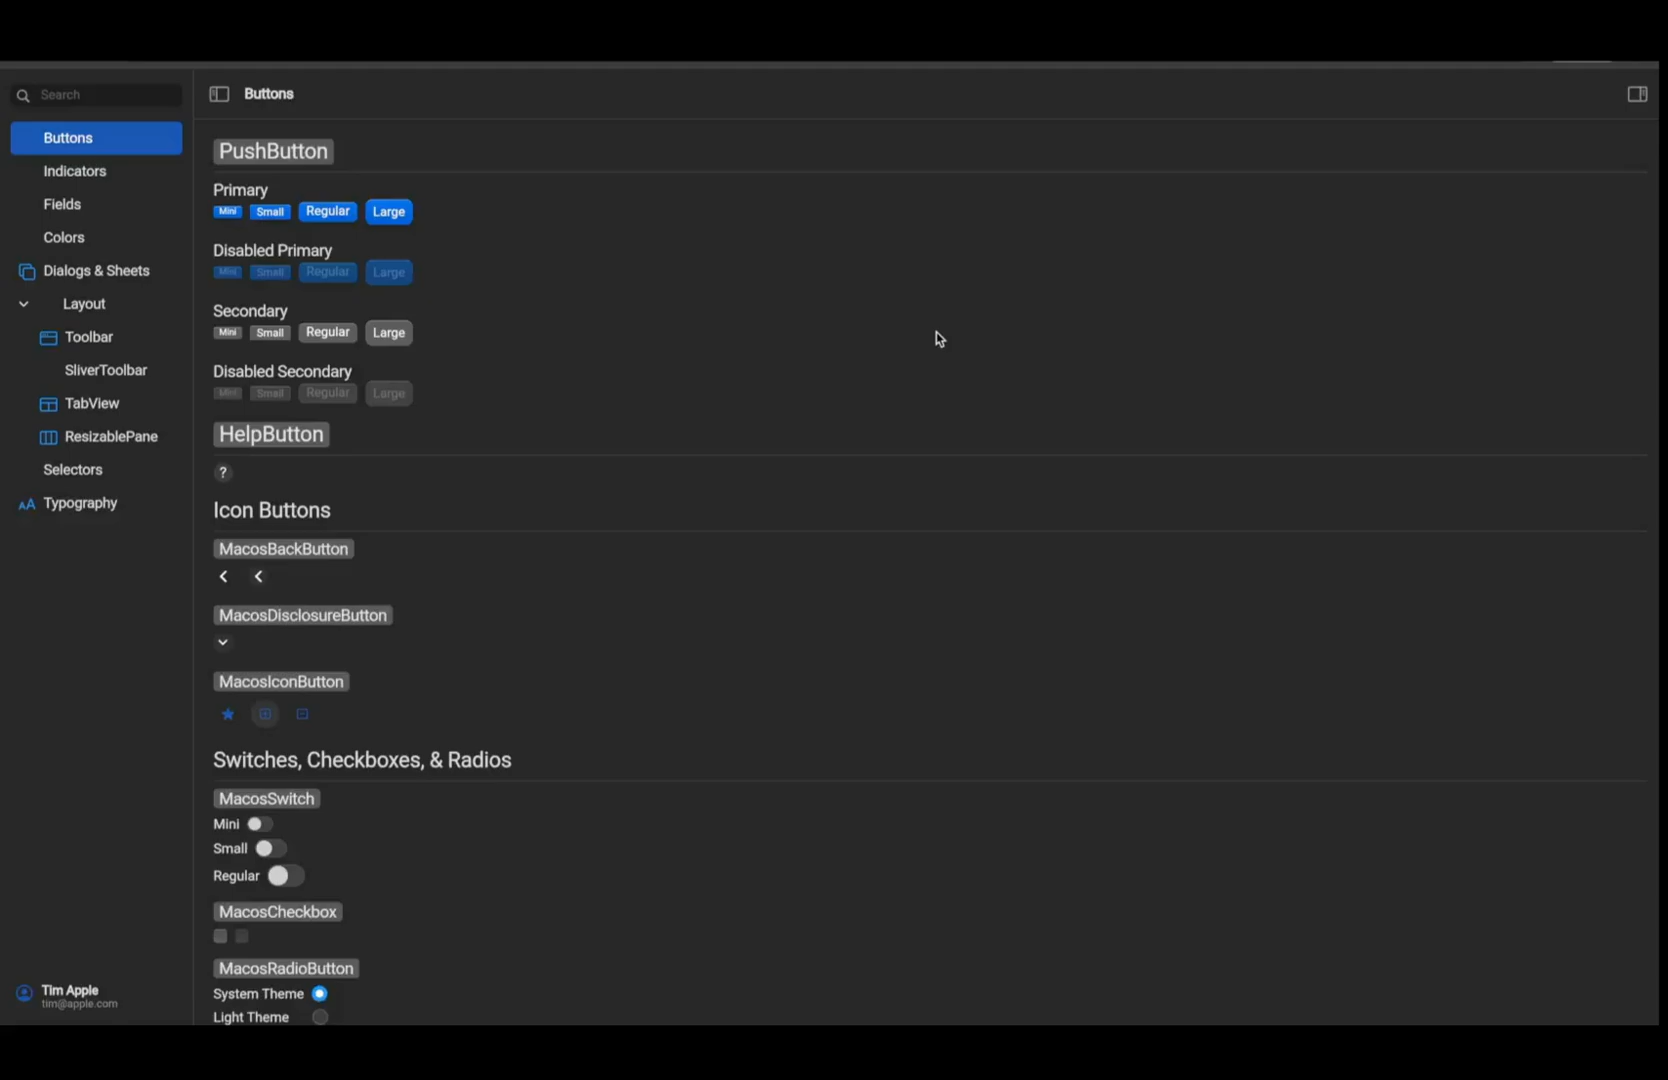 Search
Buttons
Indicators
Fields
Colors
Dialogs & Sheets
Layout
Toolbar
SliverToolbar
TabView
ResizablePane
Selectors
Typography
Tim Apple
tim@apple.com
Buttons
PushButton
Primary
Mini Small Regular Large
Disabled Primary
Mini Small Regular Large
Secondary
Mini Small Regular Large
Disabled Secondary
Mini Small Regular Large
HelpButton
?
Icon Buttons
MacosBackButton
MacosDisclosureButton
MacosIconButton
Switches, Checkboxes, & Radios
MacosSwitch
Mini
Small
Regular
MacosCheckbox
MacosRadioButton
System Theme
Light Theme